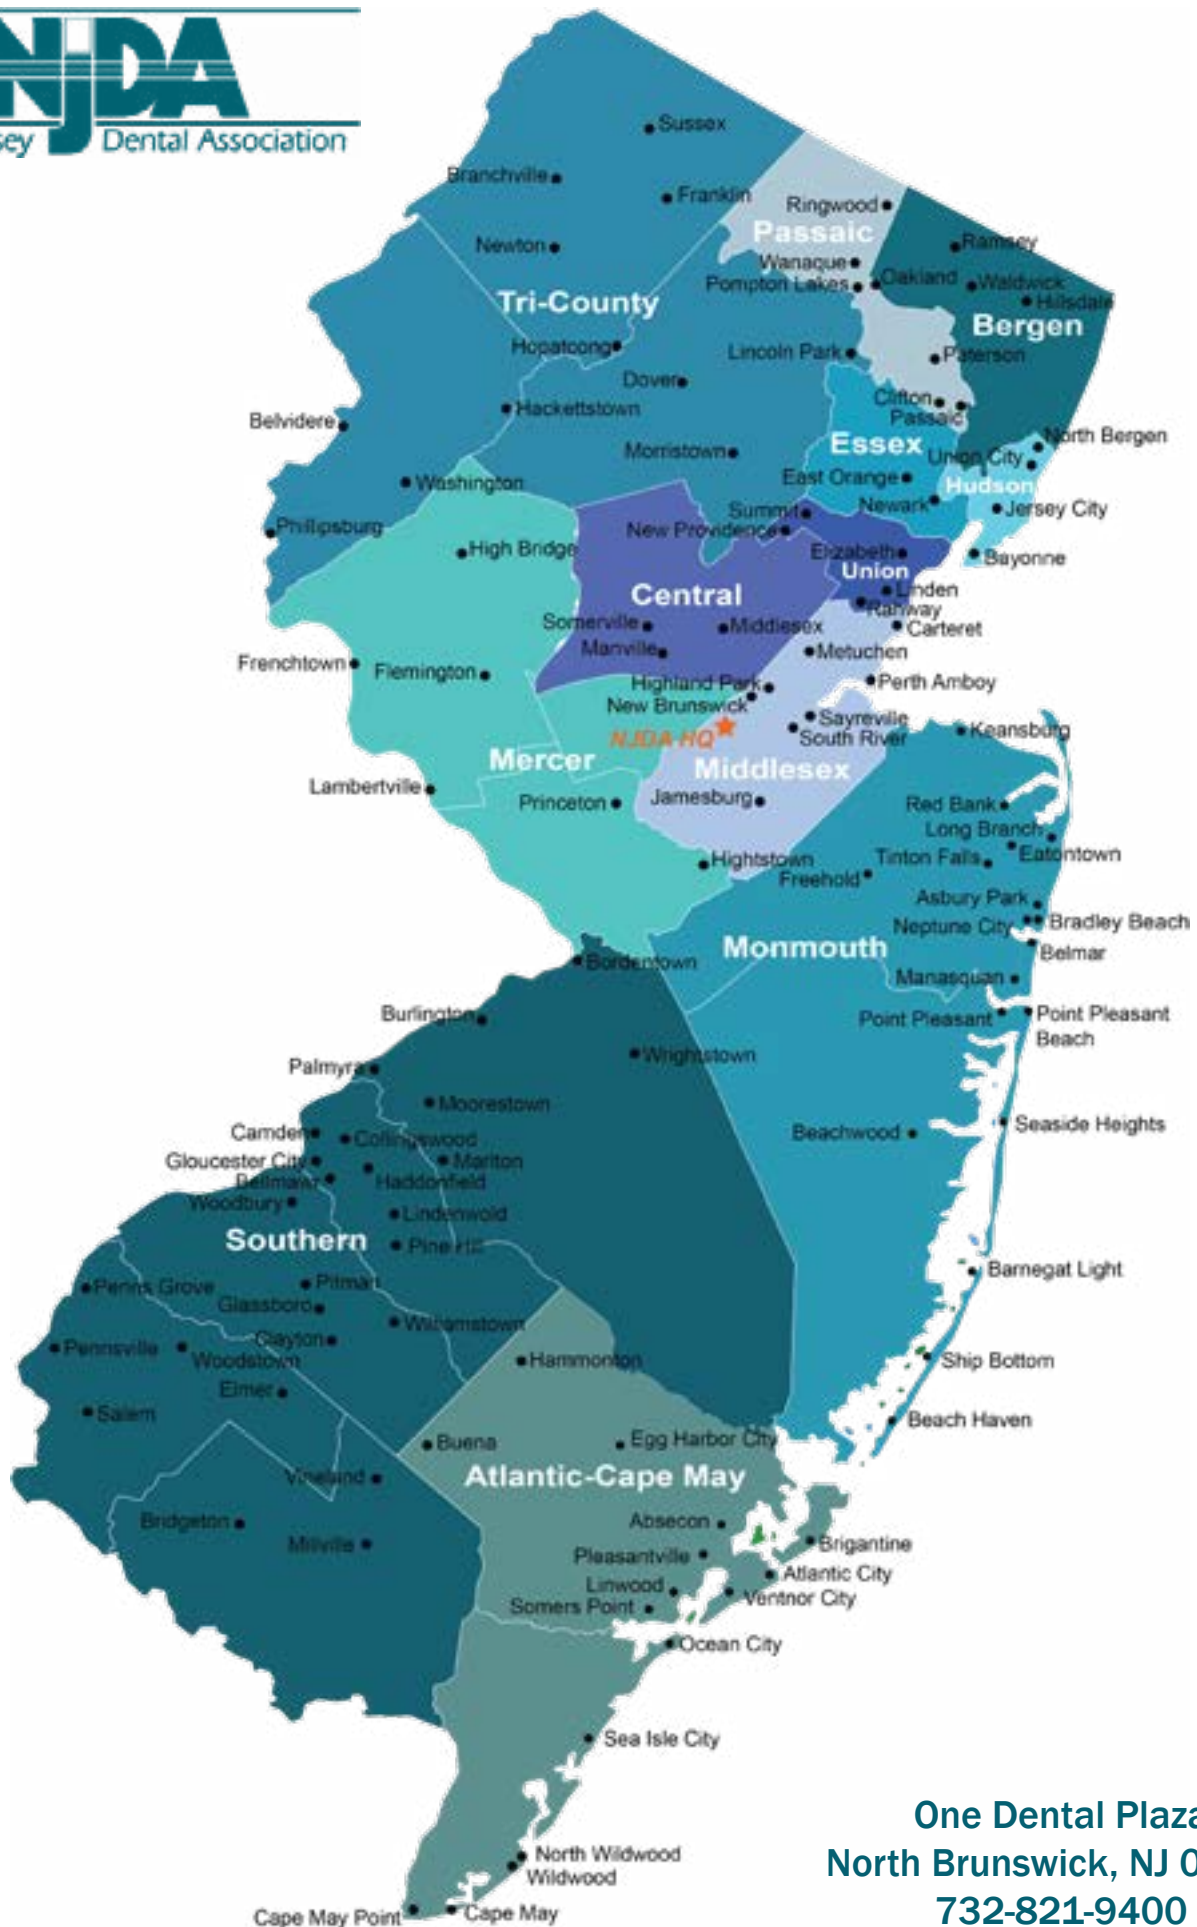 NJDA
sey Dental Association
Sussex
Branchville
Franklin
Ringwood
Passaic
Newton
Ramsey
Wanaque
Pompton Lakes
Oakland
Waldwick
Hillsdale
Tri-County
Bergen
Hopatcong
Lincoln Park
Paterson
Dover
Hackettstown
Clifton
Passaic
Belvidere
Essex
North Bergen
Morristown
Union City
East Orange
Hudson
Washington
Newark
Jersey City
Summit
New Providence
Phillipsburg
High Bridge
Elizabeth
Bayonne
Union
Central
Linden
Rahway
Somerville
Middlesex
Carteret
Manville
Metuchen
Frenchtown
Flemington
Highland Park
Perth Amboy
New Brunswick
Sayreville
NJDA HQ
South River
Keansburg
Mercer
Middlesex
Lambertville
Princeton
Jamesburg
Red Bank
Long Branch
Hightstown
Tinton Falls
Eatontown
Freehold
Asbury Park
Neptune City
Bradley Beach
Monmouth
Belmar
Bordentown
Manasquan
Burlington
Point Pleasant
Point Pleasant
Beach
Wrightstown
Palmyra
Moorestown
Camden
Collingswood
Beachwood
Seaside Heights
Gloucester City
Marlton
Bellmawr
Haddonfield
Woodbury
Lindenwold
Southern
Pine Hill
Barnegat Light
Penns Grove
Pitman
Glassboro
Williamstown
Clayton
Pennsville
Woodstown
Hammonton
Ship Bottom
Elmer
Salem
Beach Haven
Buena
Egg Harbor City
Vineland
Atlantic-Cape May
Bridgeton
Absecon
Millville
Brigantine
Pleasantville
Atlantic City
Linwood
Ventnor City
Somers Point
Ocean City
Sea Isle City
North Wildwood
Wildwood
Cape May Point
Cape May
One Dental Plaza
North Brunswick, NJ 0
732-821-9400